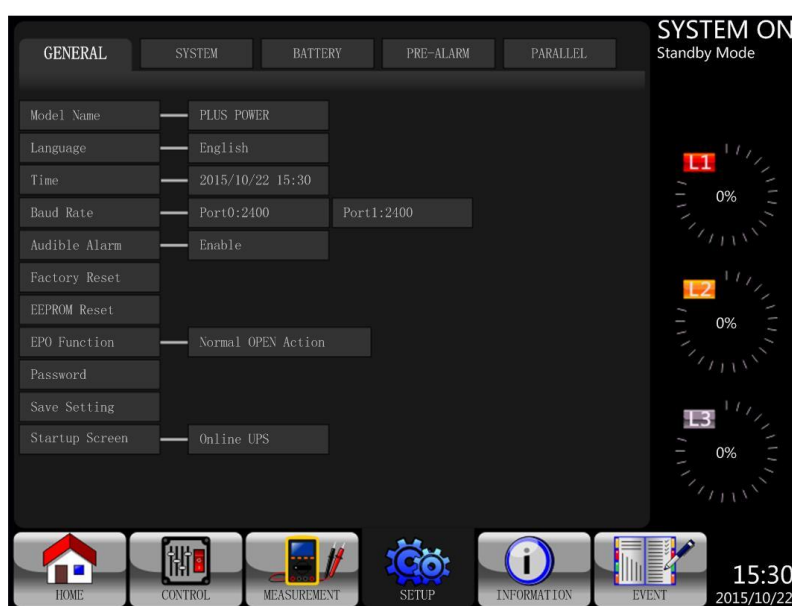 SYSTEM ON
Standby Mode
GENERAL SYSTEM BATTERY PRE-ALARM PARALLEL
Model Name PLUS POWER
Language English
Time 2015/10/22 15:30
Baud Rate Port0:2400 Port1:2400
Audible Alarm Enable
Factory Reset
EEPROM Reset
EPO Function Normal OPEN Action
Password
Save Setting
Startup Screen Online UPS
L1
0%
L2
0%
L3
0%
HOME CONTROL MEASUREMENT SETUP INFORMATION EVENT
15:30
2015/10/22